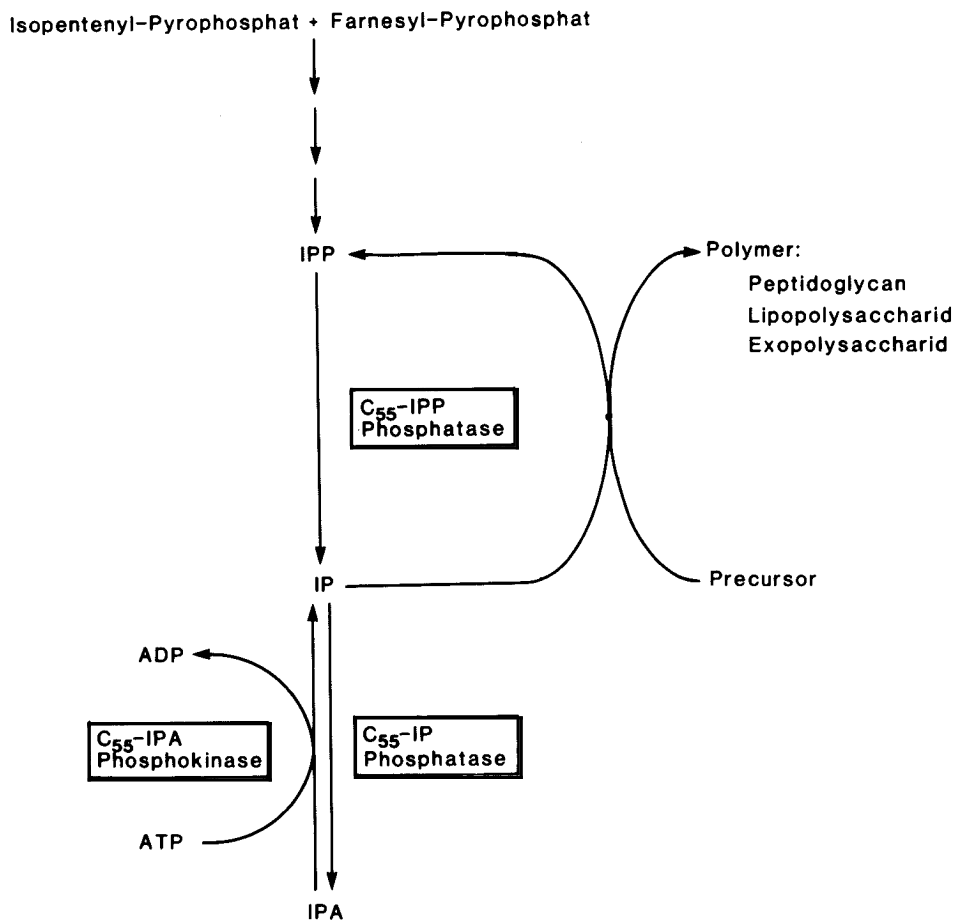 Isopentenyl-Pyrophosphat + Farnesyl-Pyrophosphat
IPP
Polymer:
Peptidoglycan
Lipopolysaccharid
Exopolysaccharid
C55-IPP
Phosphatase
IP
Precursor
ADP
C55-IPA
Phosphokinase
C55-IP
Phosphatase
ATP
IPA